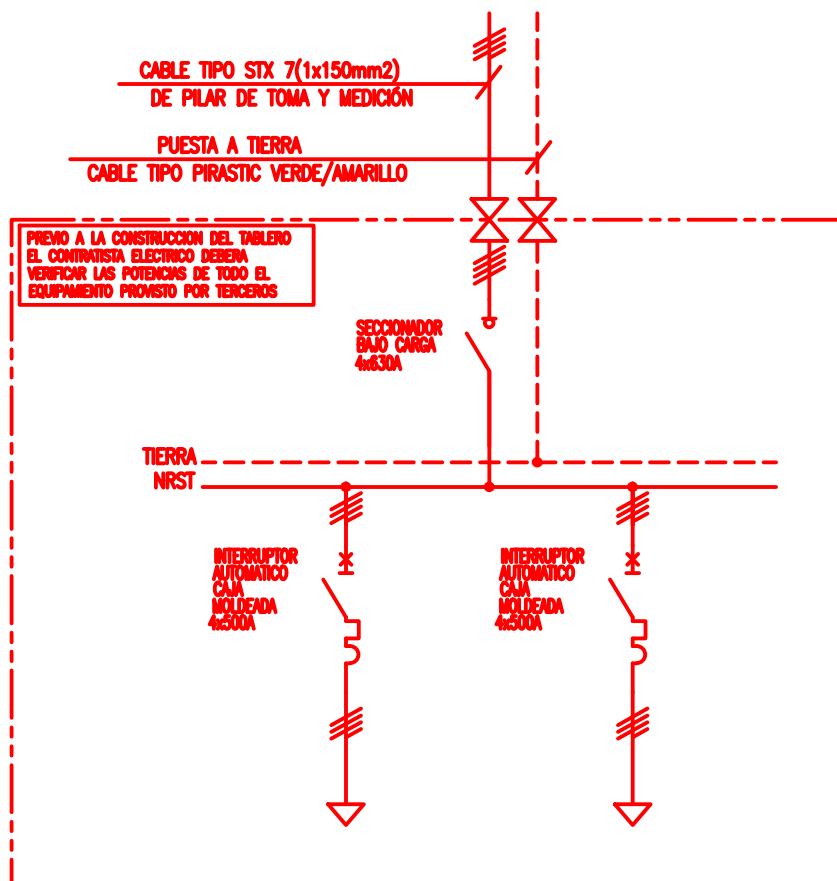 CABLE TIPO STX 7(1x150mm2)
DE PILAR DE TOMA Y MEDICIÓN
PUESTA A TIERRA
CABLE TIPO PIRASTIC VERDE/AMARILLO
PREVIO A LA CONSTRUCCION DEL TABLERO
EL CONTRATISTA ELECTRICO DEBERA
VERIFICAR LAS POTENCIAS DE TODO EL
EQUIPAMIENTO PROVISTO POR TERCEROS
SECCIONADOR
BAJO CARGA
4x630A
TIERRA
NRST
INTERRUPTOR
AUTOMATICO
CAJA
MOLDEADA
4x500A
INTERRUPTOR
AUTOMATICO
CAJA
MOLDEADA
4x500A